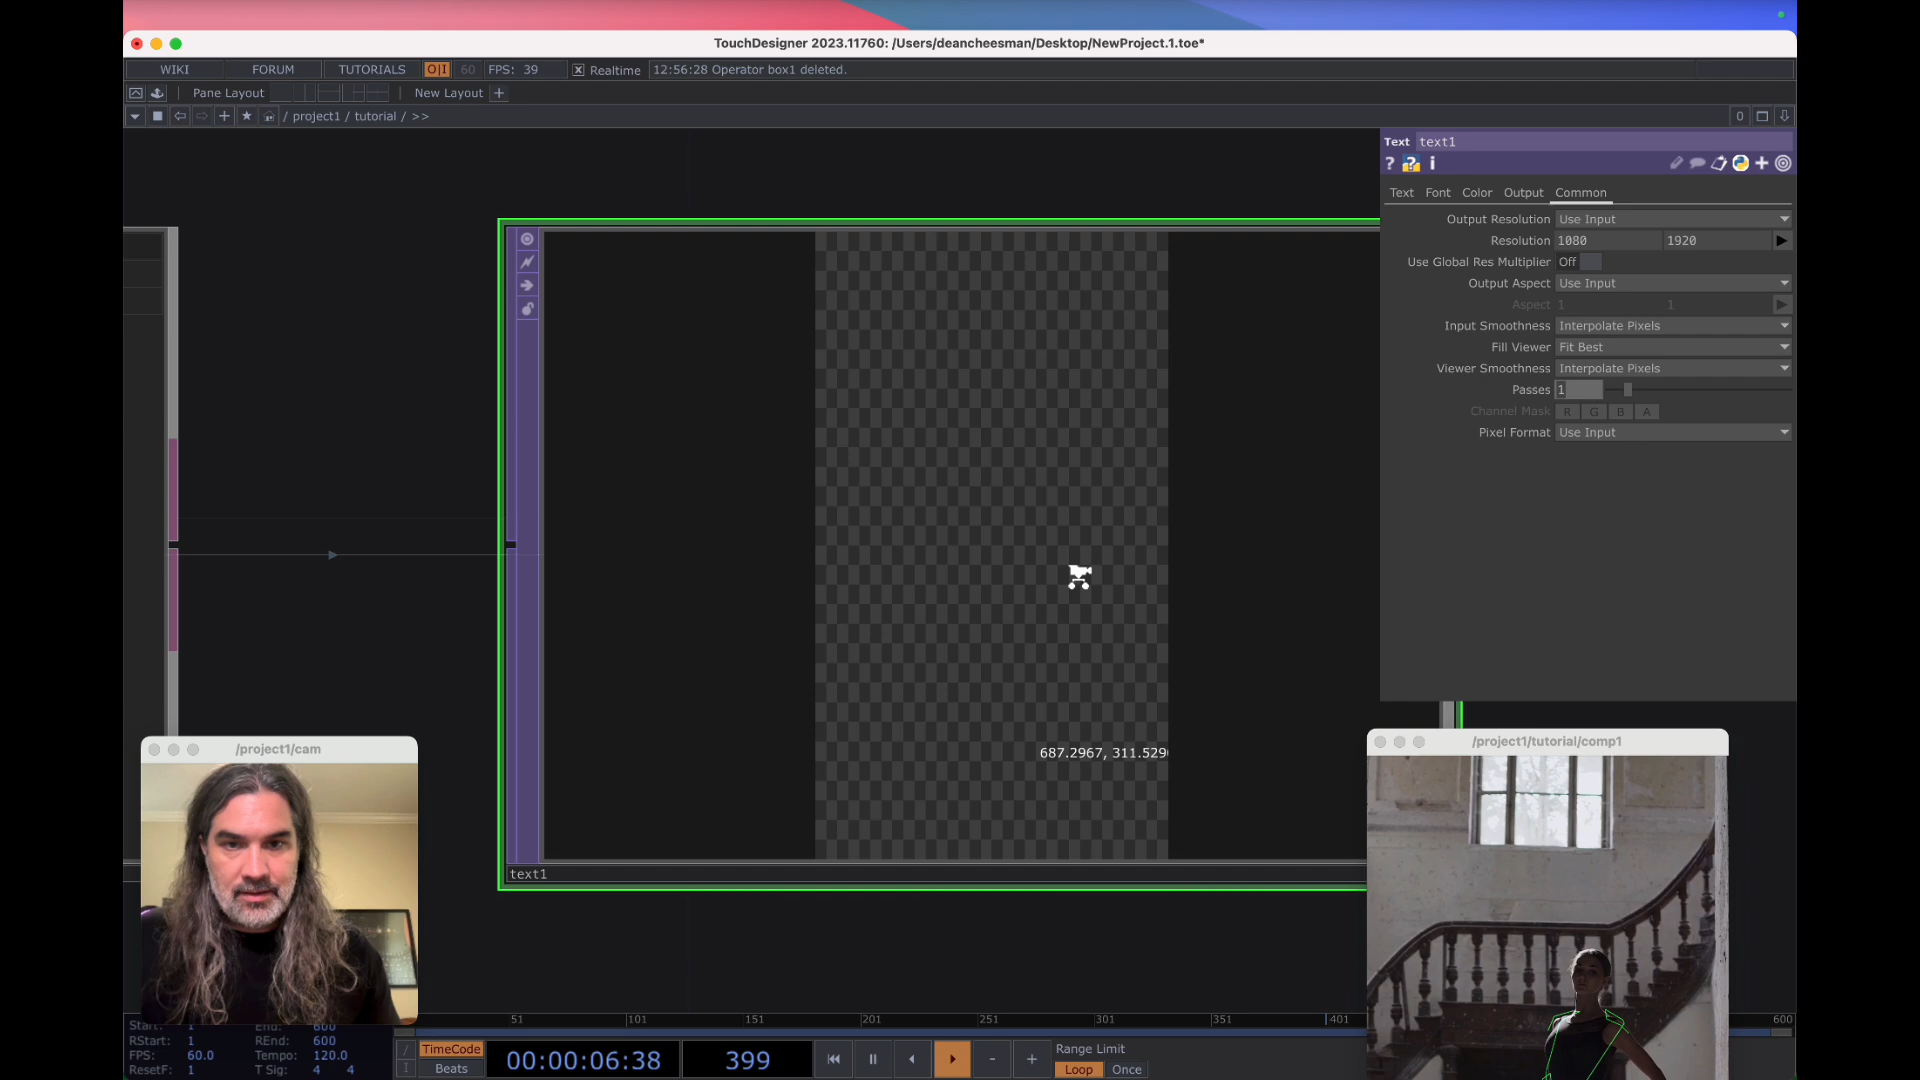 TouchDesigner 2023.11760: /Users/deancheesman/Desktop/NewProject.1.toe*
WIKI FORUM TUTORIALS O|I 60 FPS: 39 Realtime 12:56:28 Operator box1 deleted.
Pane Layout New Layout +
/ project1 / tutorial / >> 0
Text text1
? ? i
Text Font Color Output Common
Output Resolution Use Input
Resolution 1080 1920
Use Global Res Multiplier Off
Output Aspect Use Input
Aspect 1 1
Input Smoothness Interpolate Pixels
Fill Viewer Fit Best
Viewer Smoothness Interpolate Pixels
Passes 1
Channel Mask R G B A
Pixel Format Use Input
687.2967, 311.529
text1
/project1/cam
/project1/tutorial/comp1
51 101 151 201 251 301 351 401 600
Start: 1 End: 600
RStart: 1 REnd: 600
FPS: 60.0 Tempo: 120.0
ResetF: 1 T Sig: 4 4
TimeCode
Beats
00:00:06:38
399
- +
Range Limit
Loop Once